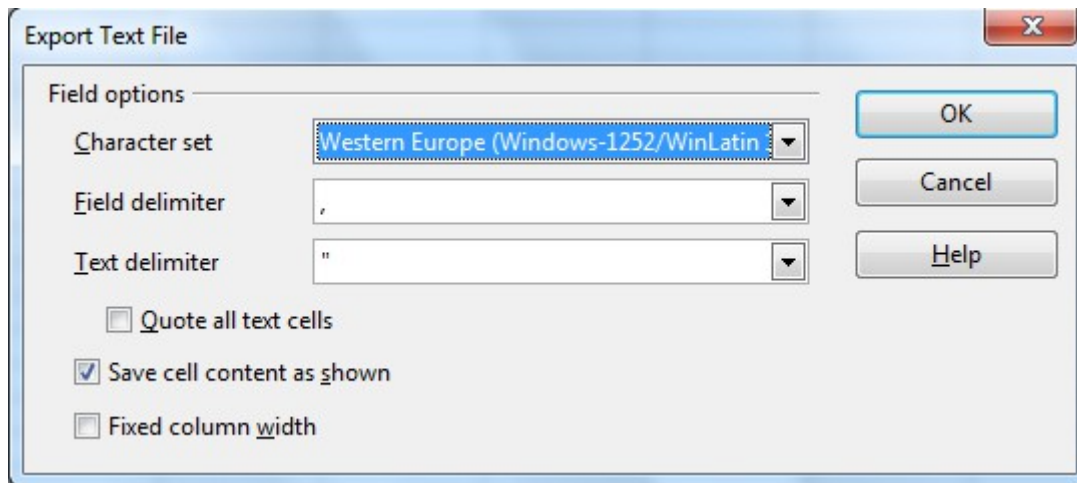 Export Text File
Field options
OK
Character set
Western Europe (Windows-1252/WinLatin
Cancel
Field delimiter
,
Text delimiter
"
Help
Quote all text cells
Save cell content as shown
Fixed column width